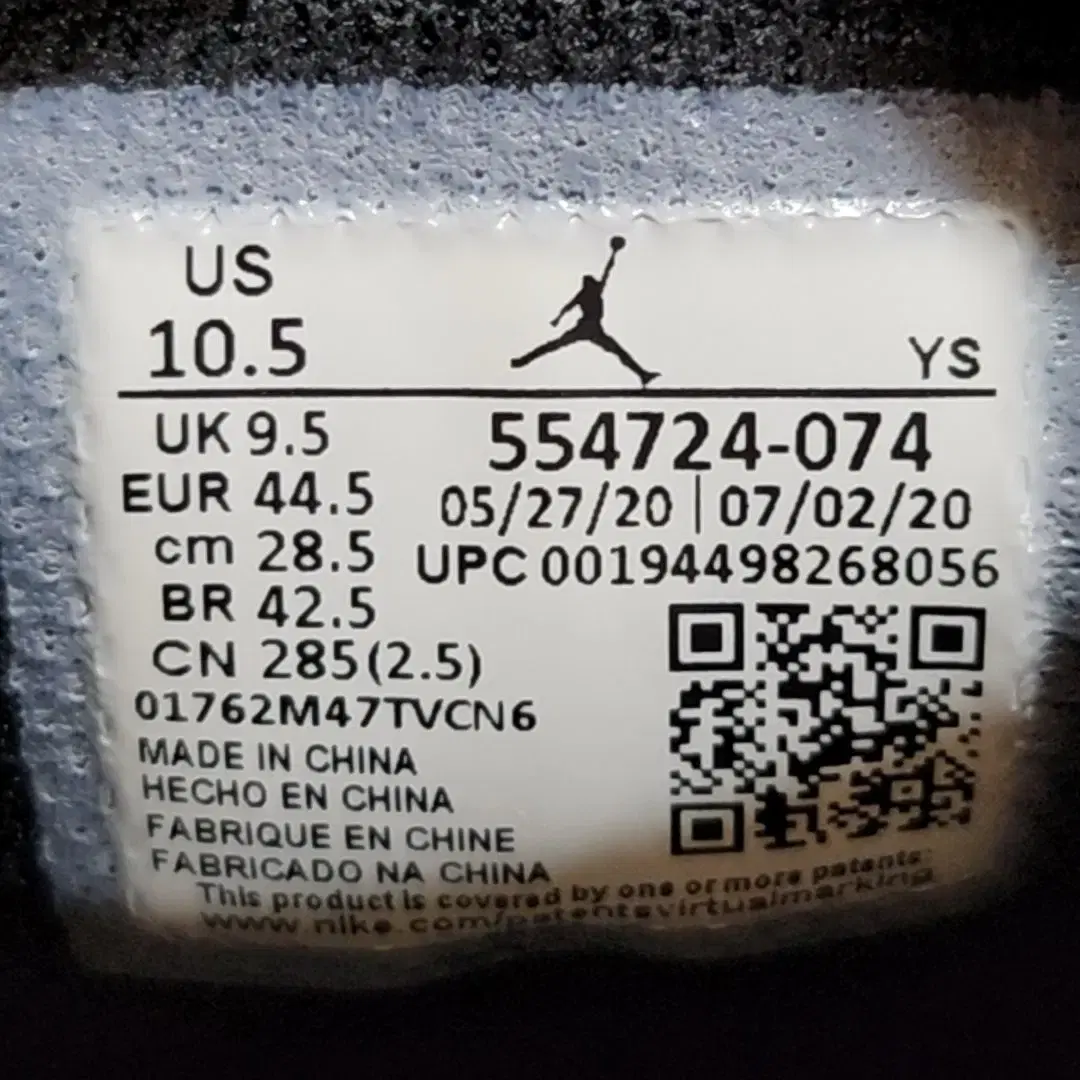 US
10.5
YS
UK 9.5
554724-074
EUR 44.5
05/27/20 | 07/02/20
cm 28.5
UPC 00194498268056
BR 42.5
CN 285(2.5)
01762M47TVCN6
MADE IN CHINA
HECHO EN CHINA
FABRIQUE EN CHINE
FABRICADO NA CHINA
This product is covered by one or more patents:
www.nike.com/patentsvirtualmarking